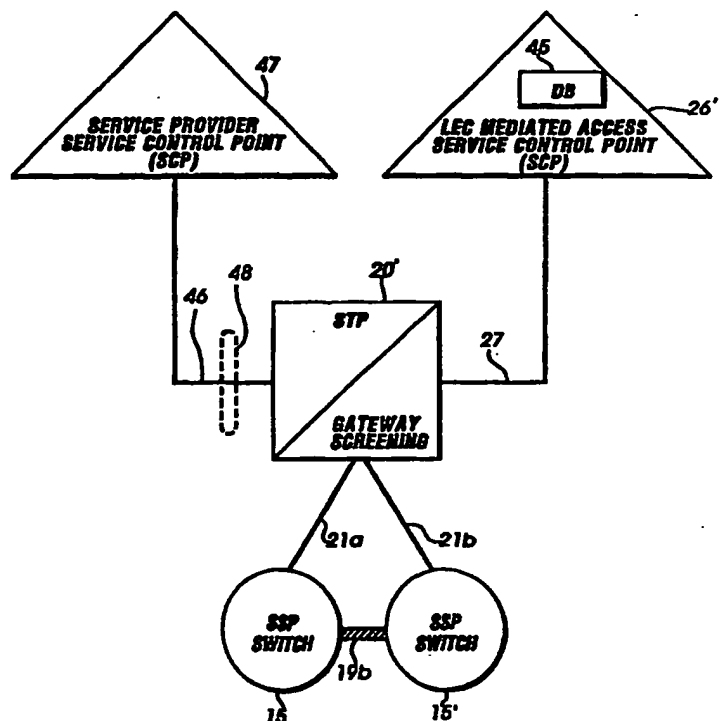 47
SERVICE PROVIDER
SERVICE CONTROL POINT
(SCP)
45
DB
26'
LEC MEDIATED ACCESS
SERVICE CONTROL POINT
(SCP)
46
48
20'
STP
GATEWAY
SCREENING
27
21a
21b
SSP
SWITCH
SSP
SWITCH
19b
15
15'